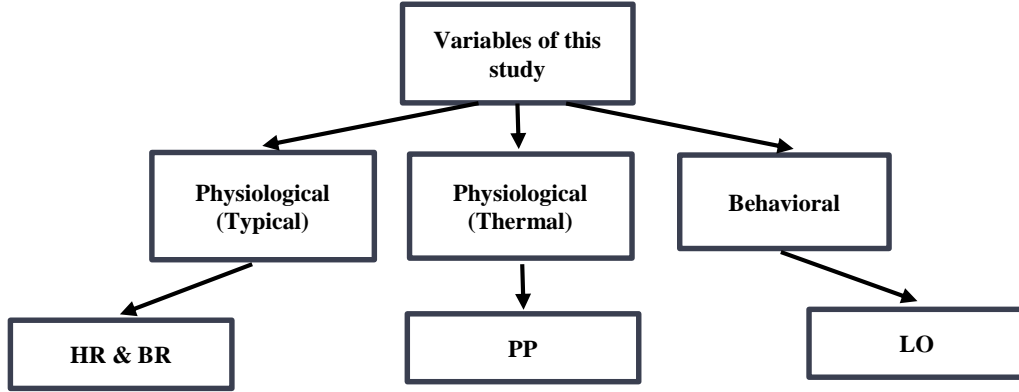 Variables of this
study
Physiological
(Typical)
Physiological
(Thermal)
Behavioral
HR & BR
PP
LO